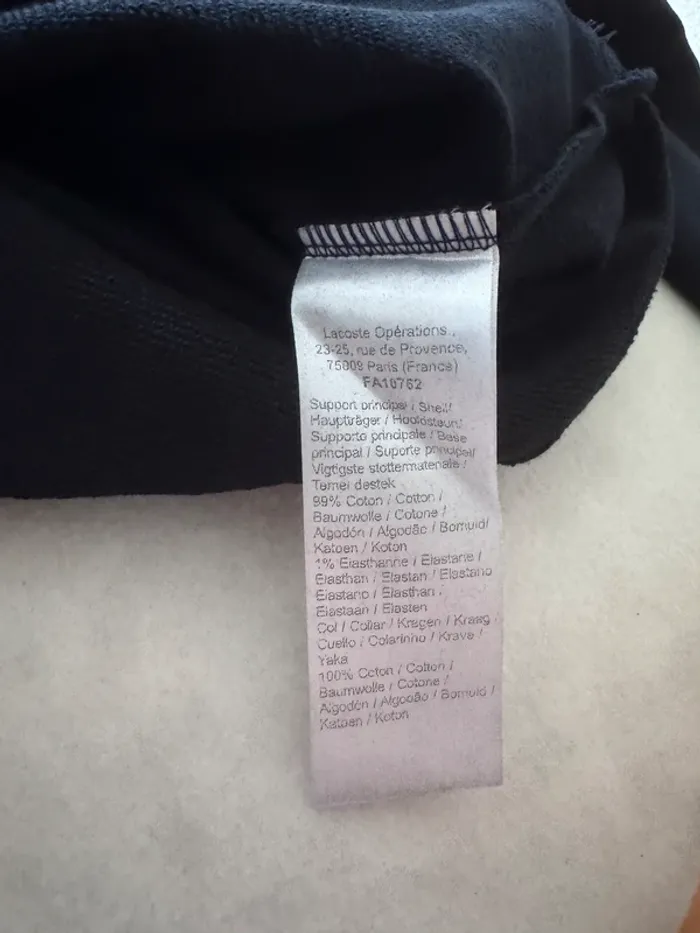 Lacoste Opérations.,
23-25, rue de Provence,
75009 Paris (France)
FA10762
Support principal / Shell/
Hauptträger / Hoofdsteun/
Supporto principale / Base
principal / Suporte principal/
Vigtigste støttemateriale /
Temel destek
99% Coton / Cotton /
Baumwolle / Cotone /
Algodón / Algodão / Bomuld/
Katoen / Koton
1% Elasthanne / Elastane /
Elasthan / Elastan / Elastano
Elastano / Elasthan /
Elastaan / Elasten
Col / Collar / Kragen / Kraag /
Cuello / Colarinho / Krave /
Yaka
100% Coton / Cotton /
Baumwolle / Cotone /
Algodón / Algodão / Bomuld /
Katoen / Koton